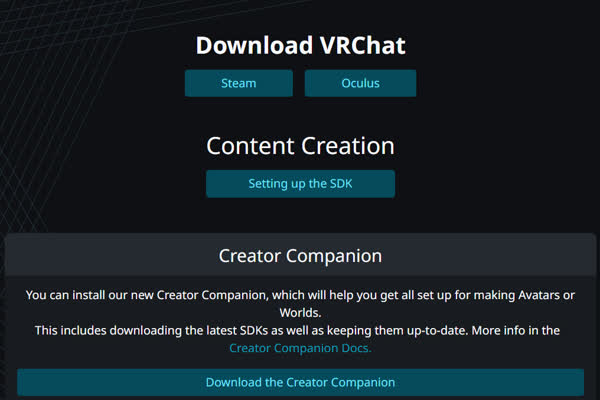 Download VRChat
Steam
Oculus
Content Creation
Setting up the SDK
Creator Companion
You can install our new Creator Companion, which will help you get all set up for making Avatars or
Worlds.
This includes downloading the latest SDKs as well as keeping them up-to-date. More info in the
Creator Companion Docs.
Download the Creator Companion